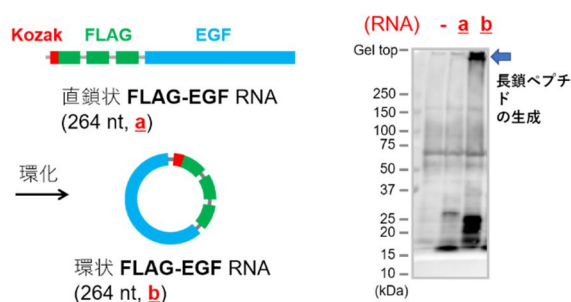 Kozak FLAG EGF
直鎖状 FLAG-EGF RNA
(264 nt, a)
環化
環状 FLAG-EGF RNA
(264 nt, b)
(RNA) - a b
Gel top
長鎖ペプチ
ド
の生成
250
150
100
75
50
37
25
20
15
10
(kDa)